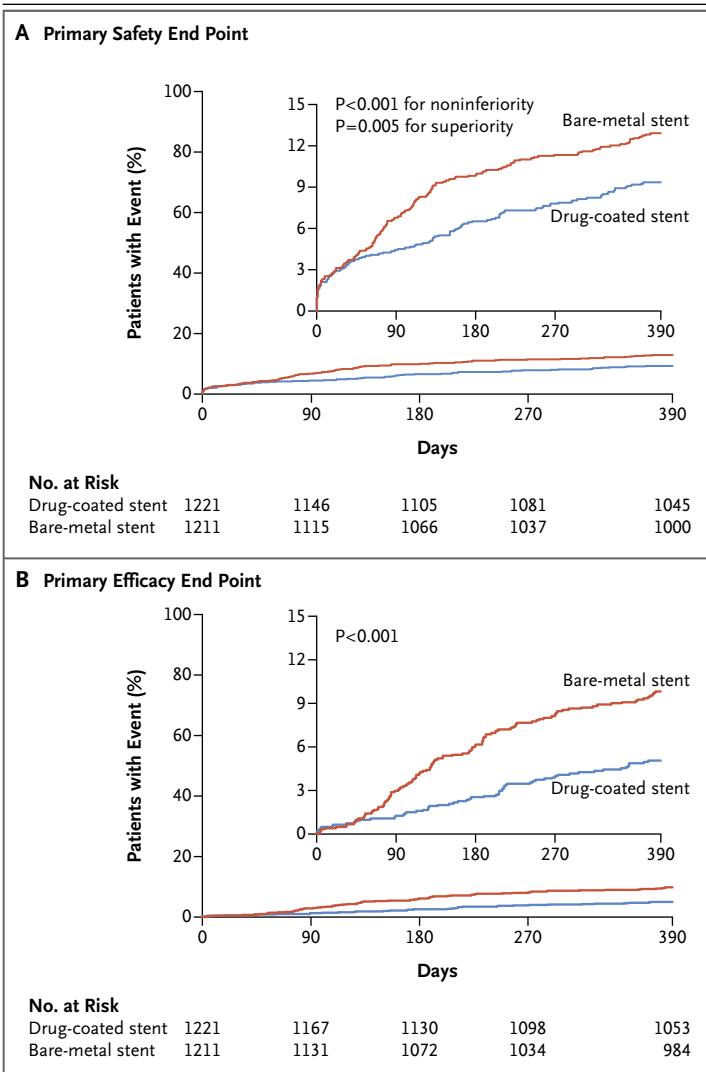 A Primary Safety End Point
Patients with Event (%)
100
80
60
40
20
0
0 90 180 270 390
Days
15
12
9
6
3
0
0 90 180 270 390
P<0.001 for noninferiority
P=0.005 for superiority
Bare-metal stent
Drug-coated stent
No. at Risk
Drug-coated stent 1221 1146 1105 1081 1045
Bare-metal stent 1211 1115 1066 1037 1000
B Primary Efficacy End Point
Patients with Event (%)
100
80
60
40
20
0
0 90 180 270 390
Days
15
12
9
6
3
0
0 90 180 270 390
P<0.001
Bare-metal stent
Drug-coated stent
No. at Risk
Drug-coated stent 1221 1167 1130 1098 1053
Bare-metal stent 1211 1131 1072 1034 984